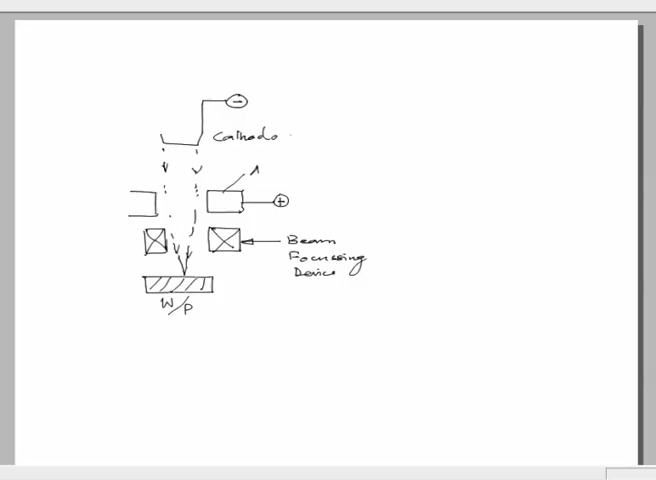 −
Cathode
A
+
Beam
Focussing
Device
W/P